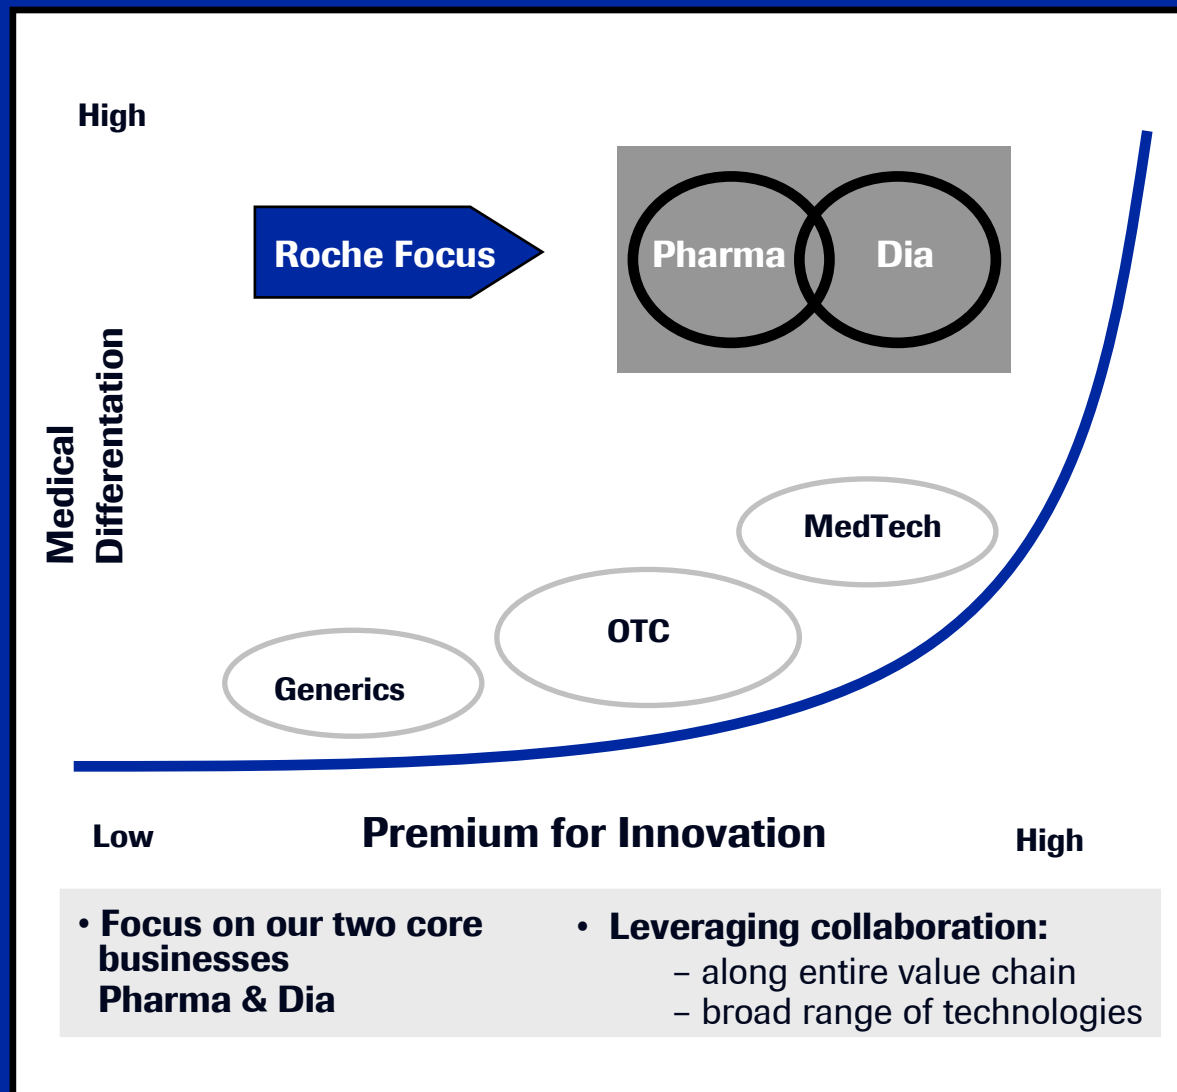 High
Roche Focus
Pharma
Dia
Medical
Differentation
MedTech
OTC
Generics
Low
Premium for Innovation
High
• Focus on our two core
businesses
Pharma & Dia
• Leveraging collaboration:
– along entire value chain
– broad range of technologies